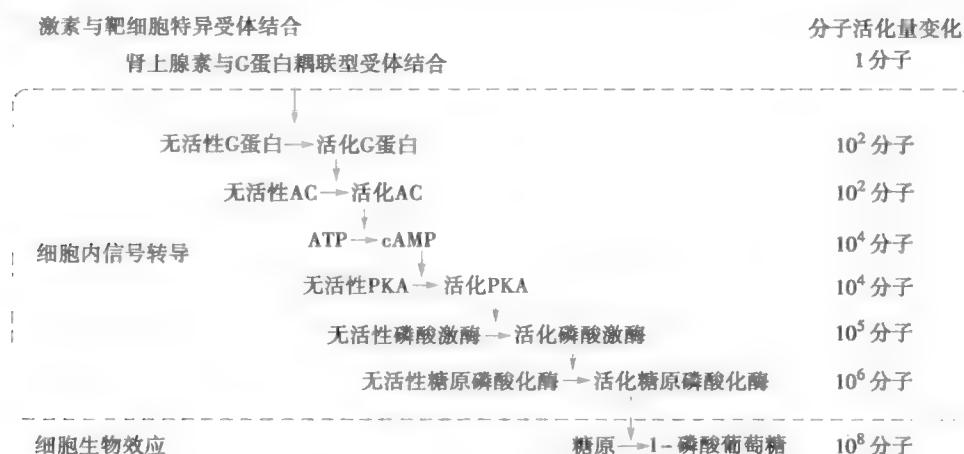 激素与靶细胞特异受体结合 分子活化量变化
肾上腺素与G蛋白耦联型受体结合 1分子
无活性G蛋白→活化G蛋白 10² 分子
无活性AC→活化AC 10² 分子
ATP→cAMP 10⁴ 分子
细胞内信号转导
无活性PKA→活化PKA 10⁴ 分子
无活性磷酸激酶→活化磷酸激酶 10⁵ 分子
无活性糖原磷酸化酶→活化糖原磷酸化酶 10⁶ 分子
细胞生物效应 糖原→1-磷酸葡萄糖 10⁸ 分子